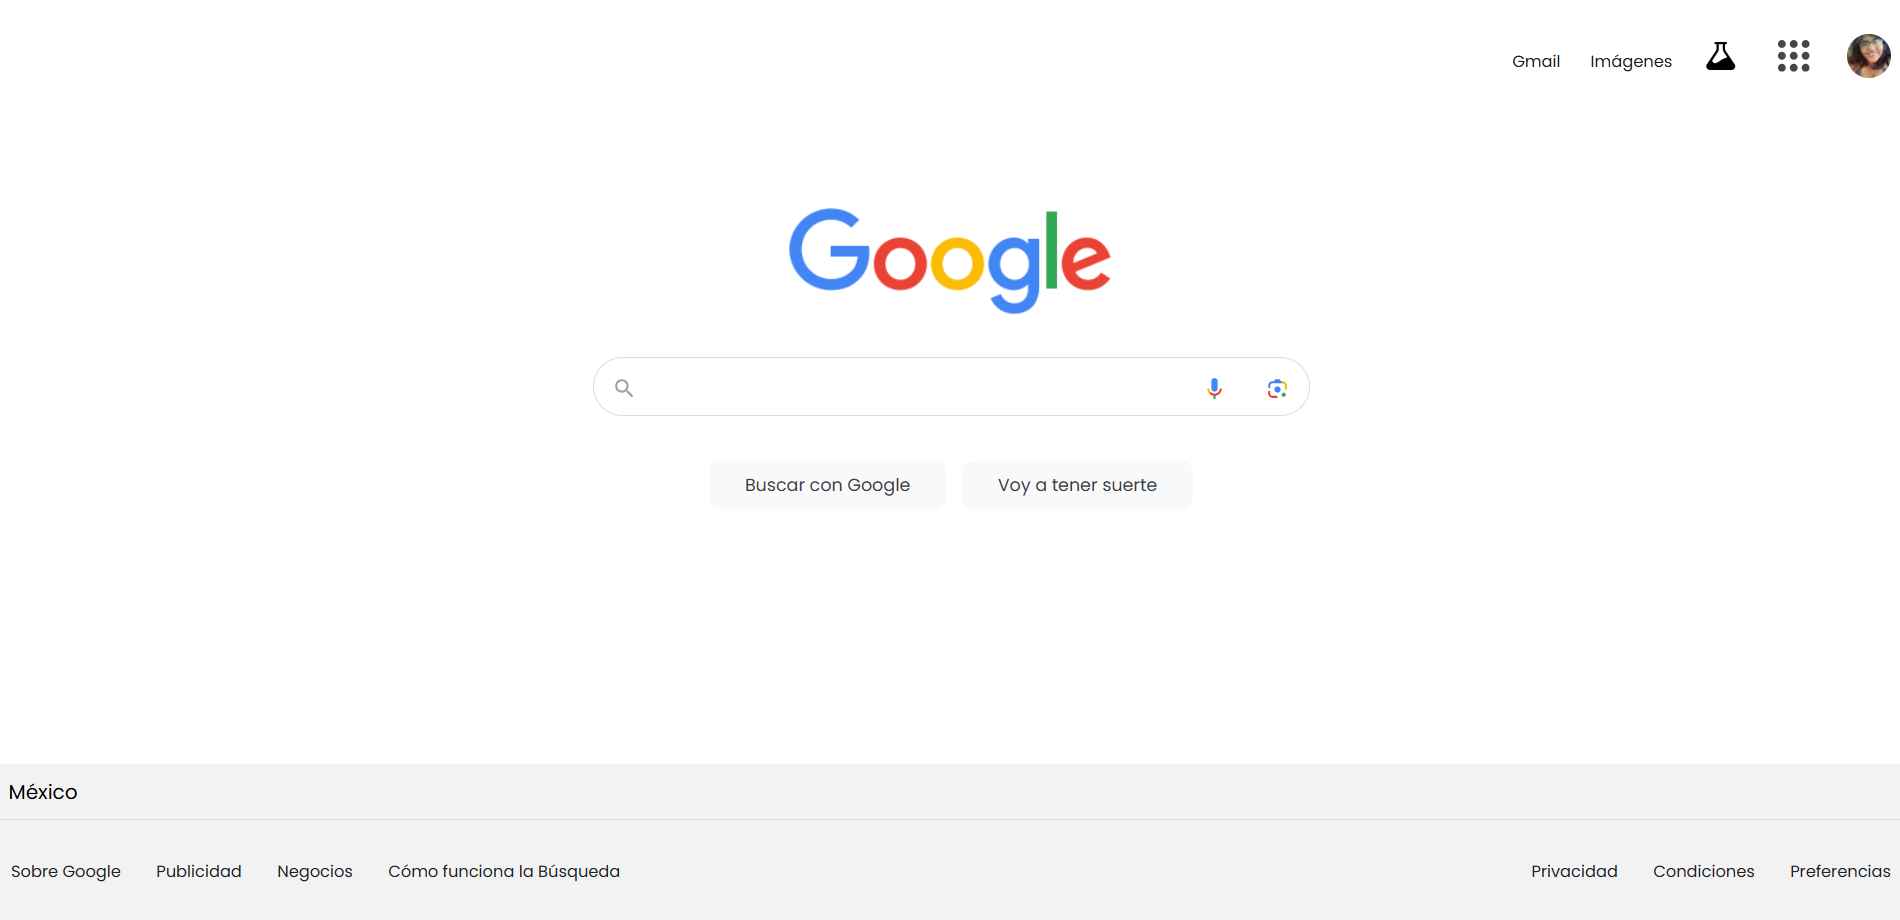 Gmail Imágenes
Google
Buscar con Google Voy a tener suerte
México
Sobre Google Publicidad Negocios Cómo funciona la Búsqueda Privacidad Condiciones Preferencias